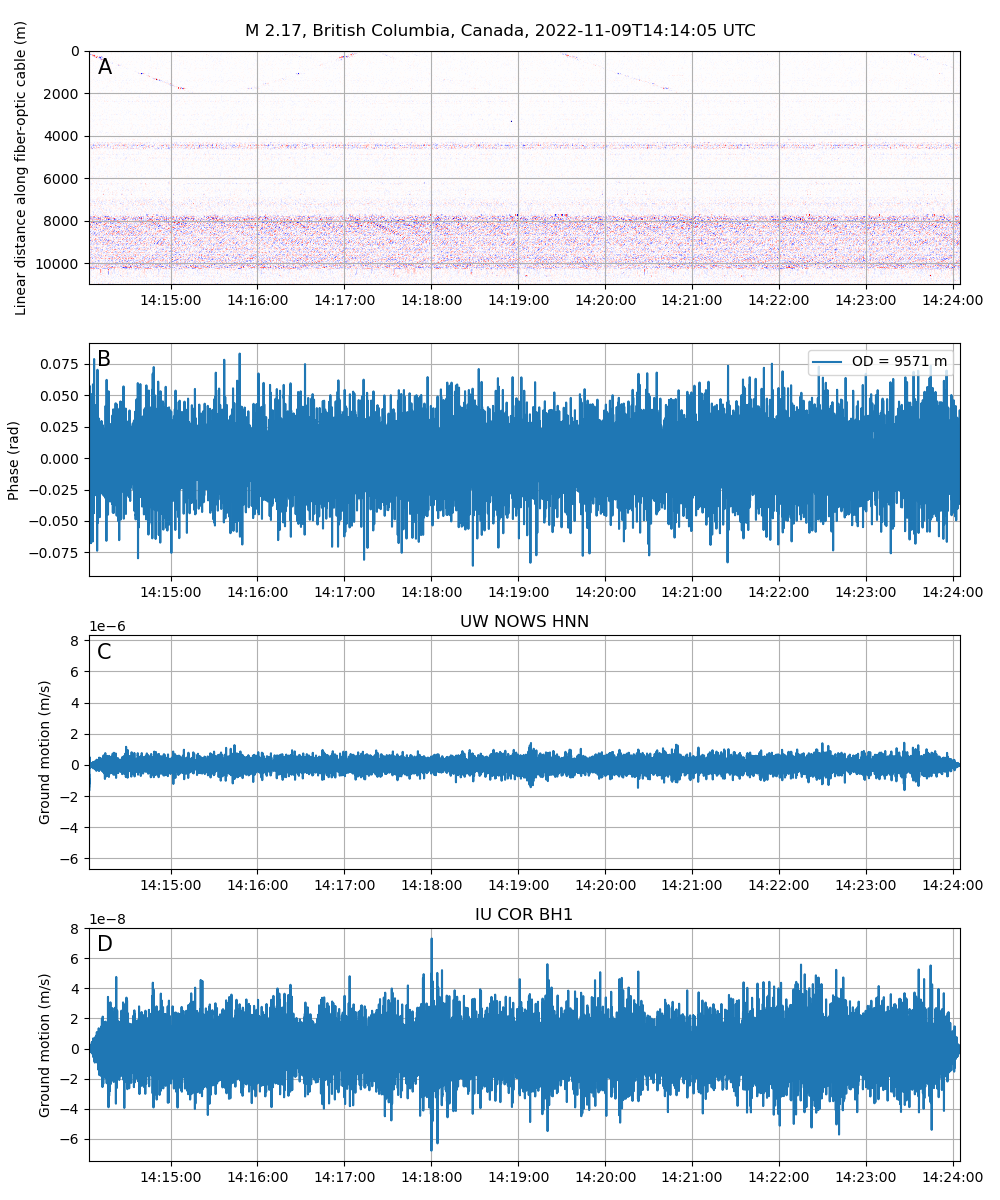 M 2.17, British Columbia, Canada, 2022-11-09T14:14:05 UTC
Linear distance along fiber-optic cable (m)
A
0
2000
4000
6000
8000
10000
14:15:00 14:16:00 14:17:00 14:18:00 14:19:00 14:20:00 14:21:00 14:22:00 14:23:00 14:24:00
Phase (rad)
B
OD = 9571 m
0.075
0.050
0.025
0.000
−0.025
−0.050
−0.075
14:15:00 14:16:00 14:17:00 14:18:00 14:19:00 14:20:00 14:21:00 14:22:00 14:23:00 14:24:00
UW NOWS HNN
1e−6
Ground motion (m/s)
C
8
6
4
2
0
−2
−4
−6
14:15:00 14:16:00 14:17:00 14:18:00 14:19:00 14:20:00 14:21:00 14:22:00 14:23:00 14:24:00
IU COR BH1
1e−8
Ground motion (m/s)
D
8
6
4
2
0
−2
−4
−6
14:15:00 14:16:00 14:17:00 14:18:00 14:19:00 14:20:00 14:21:00 14:22:00 14:23:00 14:24:00